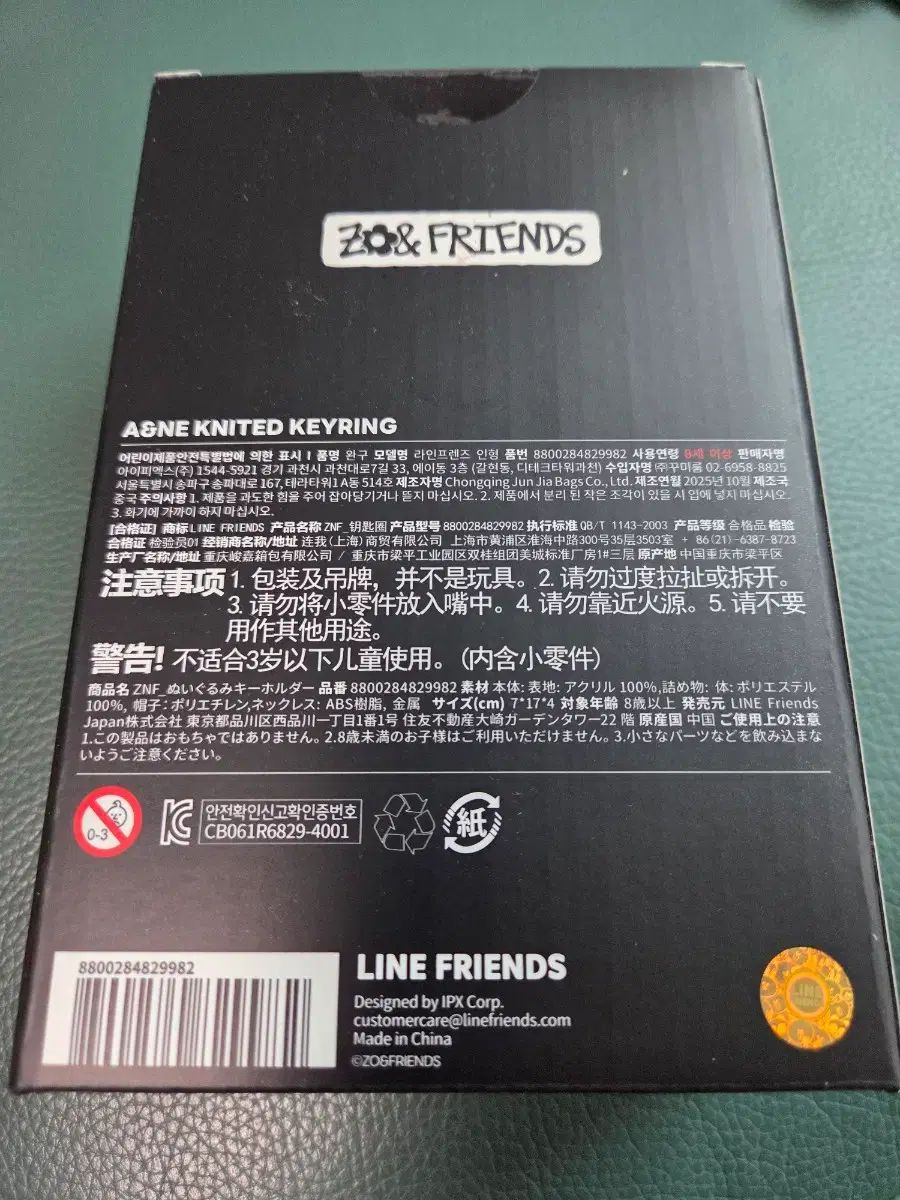 ZO& FRIENDS
A&NE KNITED KEYRING
어린이제품안전특별법에 의한 표시 I 품명 완구 모델명 라인프렌즈 인형 품번 8800284829982 사용연령 8세 이상 판매자명
아이피엑스(주) 1544-5921 경기 과천시 과천대로7길 33, 에이동 3층 (갈현동, 디테크타워과천) 수입자명 ㈜꾸미룸 02-6958-8825
서울특별시 송파구 송파대로 167, 테라타워1 A동 514호 제조자명 Chongqing Jun Jia Bags Co., Ltd. 제조연월 2025년 10월 제조국
중국 주의사항 1. 제품을 과도한 힘을 주어 잡아당기거나 뜯지 마십시오. 2. 제품에서 분리 된 작은 조각이 있을 시 입에 넣지 마십시오.
3. 화기에 가까이 하지 마십시오.
[合格证] 商标 LINE FRIENDS 产品名称 ZNF_钥匙圈 产品型号 8800284829982 执行标准 QB/T 1143-2003 产品等级 合格品 检验
合格证 检验员01 经销商名称/地址 连我(上海) 商贸有限公司 上海市黄浦区淮海中路300号35层3503室 + 86(21)-6387-8723
生产厂名称/地址 重庆峻嘉箱包有限公司 / 重庆市梁平工业园区双桂组团美城标准厂房1#三层 原产地 中国重庆市梁平区
注意事项 1. 包装及吊牌，并不是玩具。2. 请勿过度拉扯或拆开。
3. 请勿将小零件放入嘴中。4. 请勿靠近火源。5. 请不要
用作其他用途。
警告! 不适合3岁以下儿童使用。(内含小零件)
商品名 ZNF_ぬいぐるみキーホルダー 品番 8800284829982 素材 本体: 表地: アクリル 100%,詰め物: 体: ポリエステル
100%, 帽子：ポリエチレン,ネックレス: ABS樹脂, 金属 サイズ(cm) 7*17*4 対象年齢 8歳以上 発売元 LINE Friends
Japan株式会社 東京都品川区西品川一丁目1番1号 住友不動産大崎ガーデンタワー22 階 原産国 中国 ご使用上の注意
1.この製品はおもちゃではありません。2.8歳未満のお子様はご利用いただけません。3.小さなパーツなどを飲み込まな
いようご注意ください。
0-3
안전확인신고확인증번호
CB061R6829-4001
紙
8800284829982
LINE FRIENDS
Designed by IPX Corp.
customercare@linefriends.com
Made in China
©ZO&FRIENDS
LINE
FRIENDS